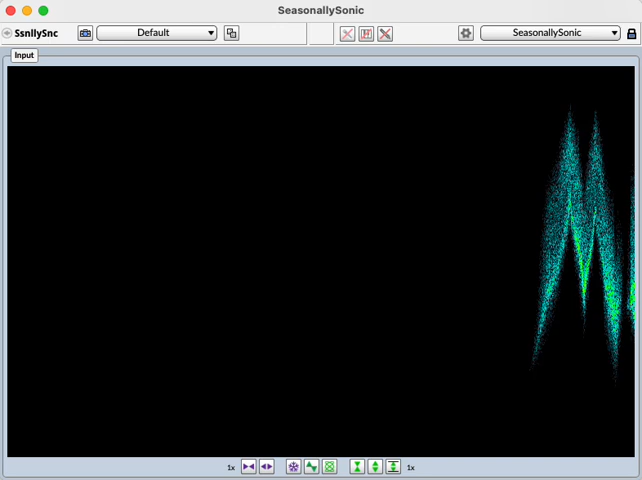 SeasonallySonic
SsnllySnc
Default
SeasonallySonic
Input
1x
1x